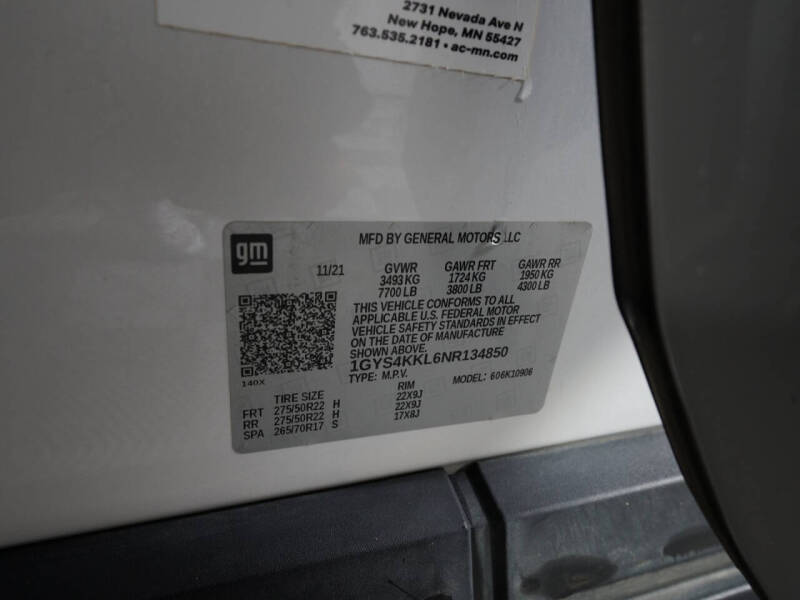 2731 Nevada Ave N
New Hope, MN 55427
763.535.2181 • ac-mn.com
gm
MFD BY GENERAL MOTORS LLC
11/21
GVWR GAWR FRT GAWR RR
3493 KG 1724 KG 1950 KG
7700 LB 3800 LB 4300 LB
THIS VEHICLE CONFORMS TO ALL
APPLICABLE U.S. FEDERAL MOTOR
VEHICLE SAFETY STANDARDS IN EFFECT
ON THE DATE OF MANUFACTURE
SHOWN ABOVE.
1GYS4KKL6NR134850
140X
TYPE: M.P.V. MODEL: 606K10906
TIRE SIZE RIM
FRT 275/50R22 H 22X9J
RR 275/50R22 H 22X9J
SPA 265/70R17 S 17X8J